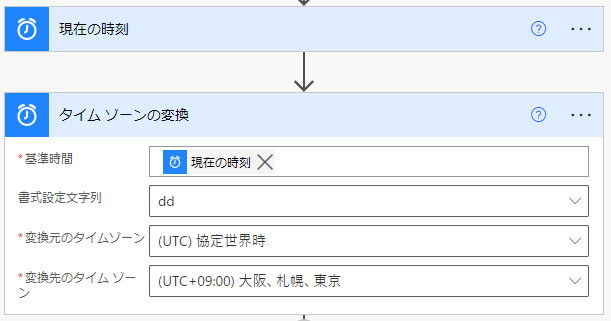 現在の時刻
タイム ゾーンの変換
*基準時間
現在の時刻
書式設定文字列
dd
*変換元のタイムゾーン
(UTC) 協定世界時
*変換先のタイム ゾー
ン
(UTC+09:00) 大阪、札幌、東京